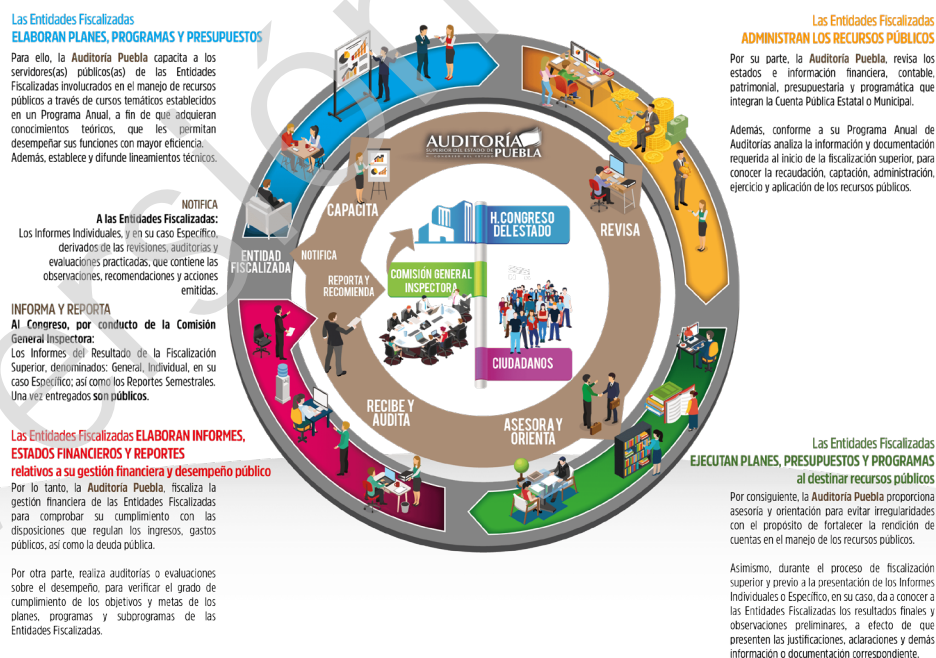 Las Entidades Fiscalizadas
ELABORAN PLANES, PROGRAMAS Y PRESUPUESTOS
Para ello, la Auditoría Puebla capacita a los
servidores(as) públicos(as) de las Entidades
Fiscalizadas involucrados en el manejo de recursos
públicos a través de cursos temáticos establecidos
en un Programa Anual, a fin de que adquieran
conocimientos teóricos, que les permitan
desempeñar sus funciones con mayor eficiencia.
Además, establece y difunde lineamientos técnicos.
NOTIFICA
A las Entidades Fiscalizadas:
Los Informes Individuales, y en su caso Específico,
derivados de las revisiones, auditorías y
evaluaciones practicadas, que contiene las
observaciones, recomendaciones y acciones
emitidas.
INFORMA Y REPORTA
Al Congreso, por conducto de la Comisión
General Inspectora:
Los Informes del Resultado de la Fiscalización
Superior, denominados: General, Individual, en su
caso Específico; así como los Reportes Semestrales.
Una vez entregados son públicos.
Las Entidades Fiscalizadas ELABORAN INFORMES,
ESTADOS FINANCIEROS Y REPORTES
relativos a su gestión financiera y desempeño público
Por lo tanto, la Auditoría Puebla, fiscaliza la
gestión financiera de las Entidades Fiscalizadas
para comprobar su cumplimiento con las
disposiciones que regulan los ingresos, gastos
públicos, así como la deuda pública.
Por otra parte, realiza auditorías o evaluaciones
sobre el desempeño, para verificar el grado de
cumplimiento de los objetivos y metas de los
planes, programas y subprogramas de las
Entidades Fiscalizadas.
AUDITORÍA
SUPERIOR DEL ESTADO DE
PUEBLA
CAPACITA
REVISA
H. CONGRESO
DEL ESTADO
ENTIDAD
FISCALIZADA
NOTIFICA
REPORTA Y
RECOMIENDA
COMISIÓN GENERAL
INSPECTORA
CIUDADANOS
RECIBE Y
AUDITA
ASESORA Y
ORIENTA
Las Entidades Fiscalizadas
ADMINISTRAN LOS RECURSOS PÚBLICOS
Por su parte, la Auditoría Puebla, revisa los
estados e información financiera, contable,
patrimonial, presupuestaria y programática que
integran la Cuenta Pública Estatal o Municipal.
Además, conforme a su Programa Anual de
Auditorías analiza la información y documentación
requerida al inicio de la fiscalización superior, para
conocer la recaudación, captación, administración,
ejercicio y aplicación de los recursos públicos.
Las Entidades Fiscalizadas
EJECUTAN PLANES, PRESUPUESTOS Y PROGRAMAS
al destinar recursos públicos
Por consiguiente, la Auditoría Puebla proporciona
asesoría y orientación para evitar irregularidades
con el propósito de fortalecer la rendición de
cuentas en el manejo de los recursos públicos.
Asimismo, durante el proceso de fiscalización
superior y previo a la presentación de los Informes
Individuales o Específico, en su caso, da a conocer a
las Entidades Fiscalizadas los resultados finales y
observaciones preliminares, a efecto de que
presenten las justificaciones, aclaraciones y demás
información o documentación correspondiente.